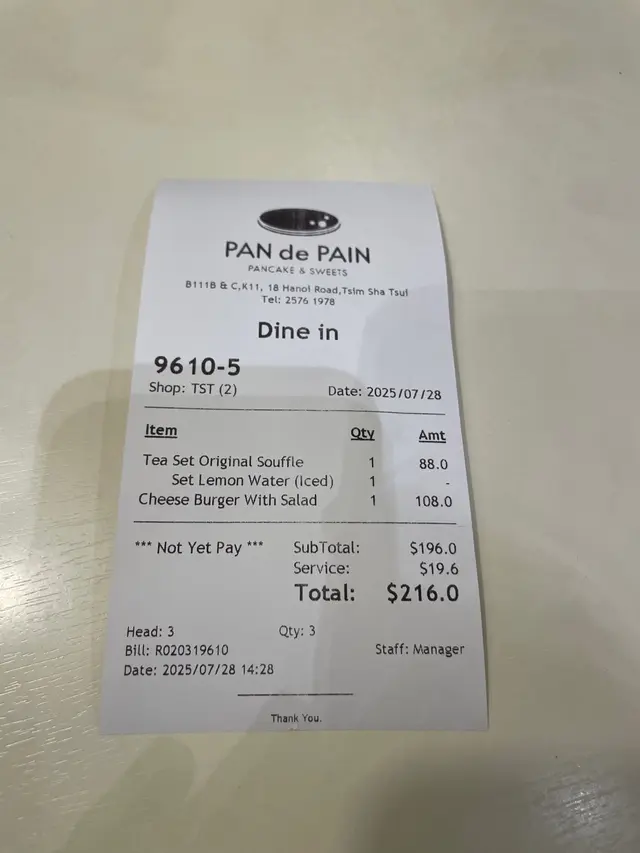 PAN de PAIN
PANCAKE & SWEETS
B111B & C,K11, 18 Hanoi Road,Tsim Sha Tsui
Tel: 2576 1978
Dine in
9610-5
Shop: TST (2) Date: 2025/07/28
Item Qty Amt
Tea Set Original Souffle 1 88.0
Set Lemon Water (Iced) 1 -
Cheese Burger With Salad 1 108.0
*** Not Yet Pay *** SubTotal: $196.0
Service: $19.6
Total: $216.0
Head: 3 Qty: 3
Bill: R020319610 Staff: Manager
Date: 2025/07/28 14:28
Thank You.